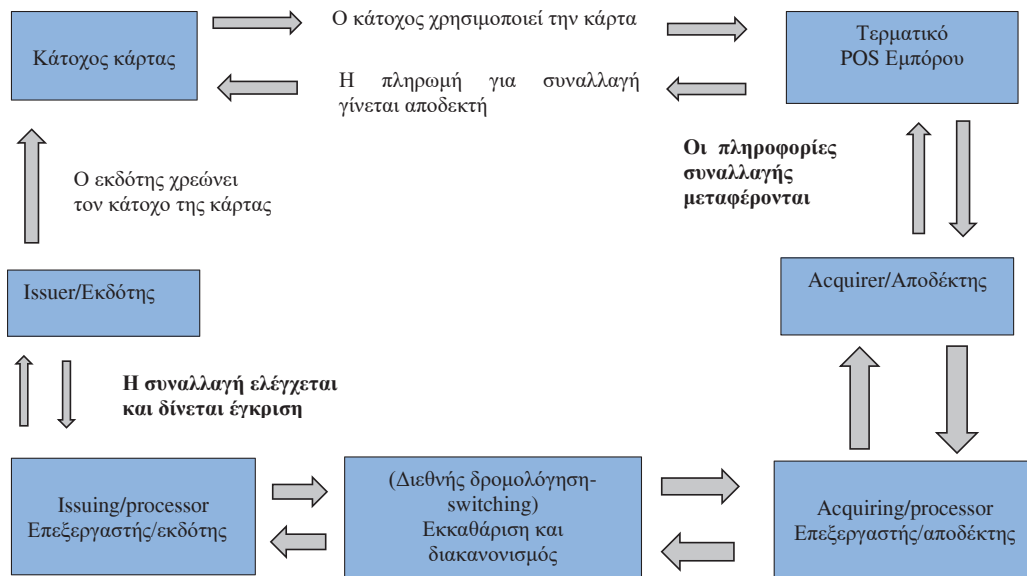 Κάτοχος κάρτας
Ο κάτοχος χρησιμοποιεί την κάρτα
Η πληρωμή για συναλλαγή
γίνεται αποδεκτή
Τερματικό
POS Εμπόρου
Ο εκδότης χρεώνει
τον κάτοχο της κάρτας
Οι πληροφορίες
συναλλαγής
μεταφέρονται
Issuer/Εκδότης
Acquirer/Αποδέκτης
Η συναλλαγή ελέγχεται
και δίνεται έγκριση
Issuing/processor
Επεξεργαστής/εκδότης
(Διεθνής δρομολόγηση-
switching)
Εκκαθάριση και
διακανονισμός
Acquiring/processor
Επεξεργαστής/αποδέκτης